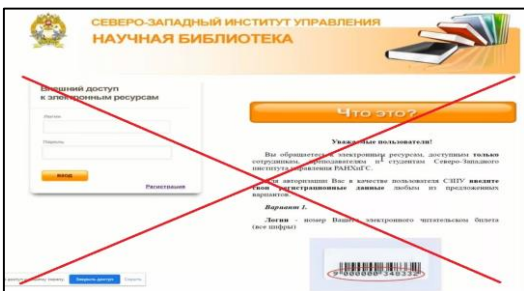 СЕВЕРО-ЗАПАДНЫЙ ИНСТИТУТ УПРАВЛЕНИЯ
НАУЧНАЯ БИБЛИОТЕКА
Внешний доступ
к электронным ресурсам
Логин
Пароль
ВХОД
Регистрация
Что это?
Уважаемые пользователи!
Вы обращаетесь к электронным ресурсам, доступным только
сотрудникам, преподавателям и студентам Северо-Западного
института управления РАНХиГС.
Для авторизации Вас в качестве пользователя СЗИУ введите
свои регистрационные данные любым из предложенных
вариантов.
Вариант 1.
Логин - номер Вашего электронного читательского билета
(все цифры)
Закрыть доступ
Скрыть